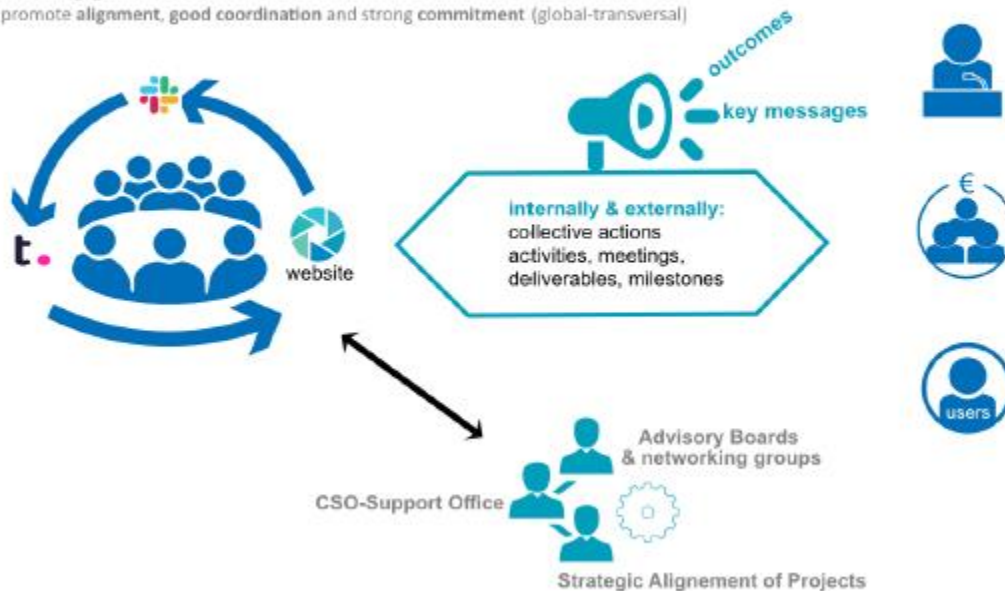 promote alignment, good coordination and strong commitment (global-transversal)
outcomes
key messages
t.
website
internally & externally:
collective actions
activities, meetings,
deliverables, milestones
€
users
Advisory Boards
& networking groups
CSO-Support Office
Strategic Alignement of Projects